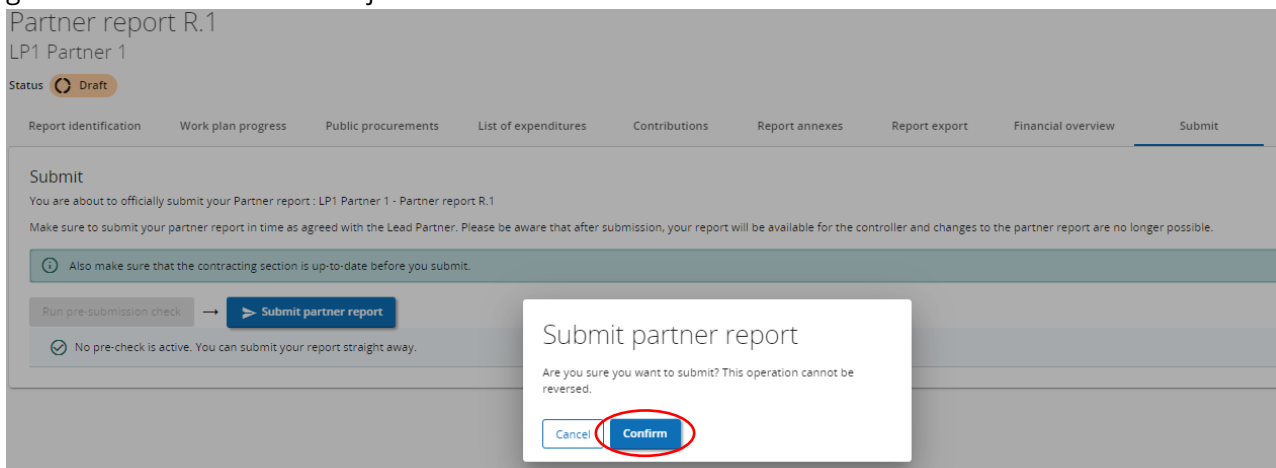 Partner report R.1
LP1 Partner 1
Status Draft
Report identification Work plan progress Public procurements List of expenditures Contributions Report annexes Report export Financial overview Submit
Submit
You are about to officially submit your Partner report : LP1 Partner 1 - Partner report R.1
Make sure to submit your partner report in time as agreed with the Lead Partner. Please be aware that after submission, your report will be available for the controller and changes to the partner report are no longer possible.
Also make sure that the contracting section is up-to-date before you submit.
Run pre-submission check → Submit partner report
No pre-check is active. You can submit your report straight away.
Submit partner report
Are you sure you want to submit? This operation cannot be
reversed.
Cancel Confirm